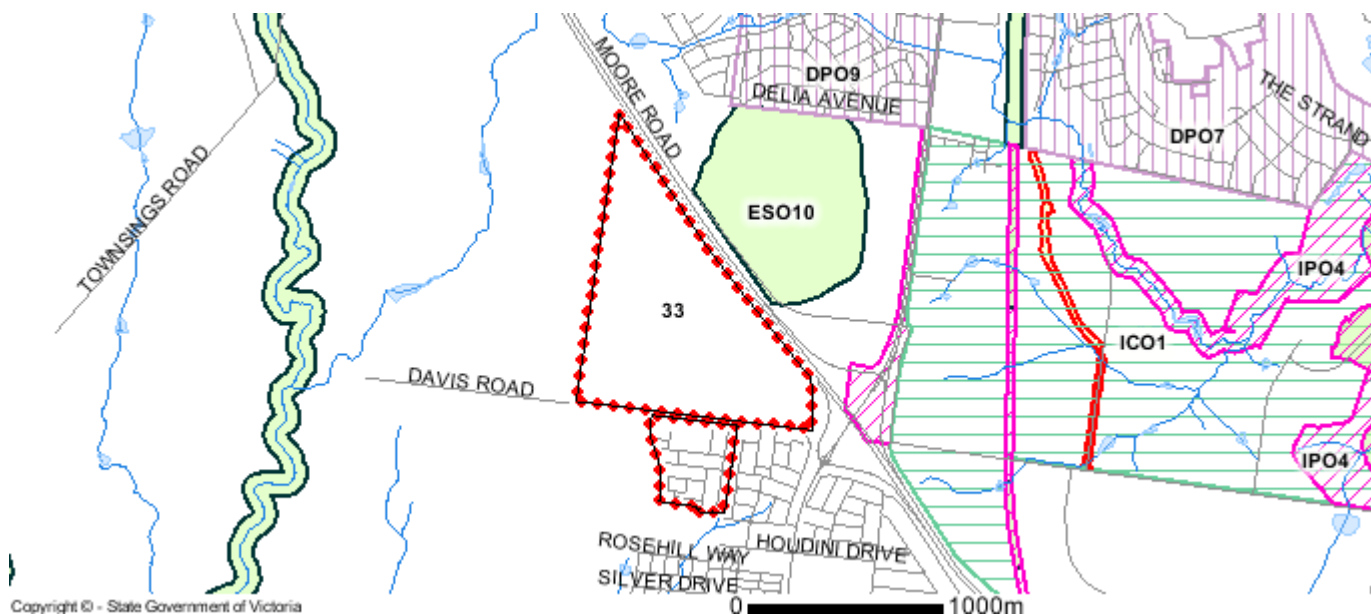 MOORE ROAD
DPO9
DELIA AVENUE
THE STRAND
DPO7
TOWNSINGS ROAD
ESO10
IPO4
33
ICO1
DAVIS ROAD
IPO4
ROSEHILL WAY
HOUDINI DRIVE
SILVER DRIVE
Copyright © - State Government of Victoria
0
1000m